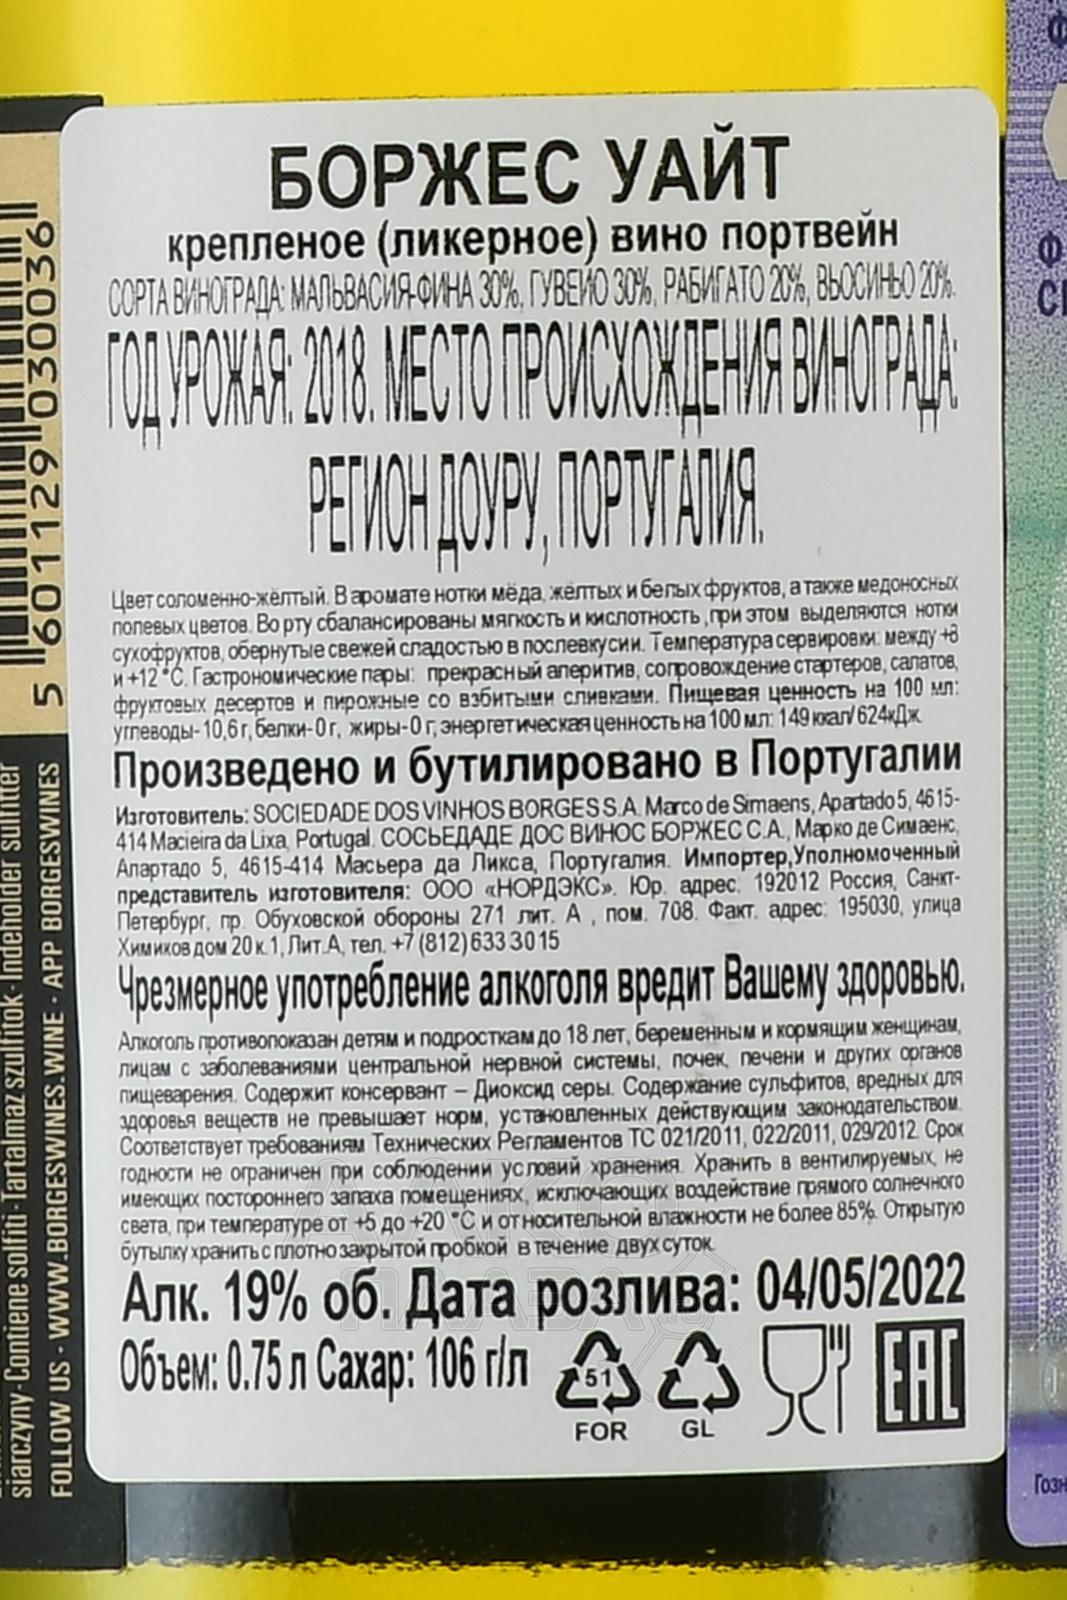 БОРЖЕС УАЙТ
крепленое (ликерное) вино портвейн
СОРТА ВИНОГРАДА: МАЛЬВАСИЯ-ФИНА 30%, ГУВЕЙО 30%, РАБИГАТО 20%, ВЬОСИНЬО 20%.
ГОД УРОЖАЯ: 2018. МЕСТО ПРОИСХОЖДЕНИЯ ВИНОГРАДА:
РЕГИОН ДОУРУ, ПОРТУГАЛИЯ.
Цвет соломенно-жёлтый. В аромате нотки мёда, жёлтых и белых фруктов, а также медоносных
полевых цветов. Во рту сбалансированы мягкость и кислотность ,при этом выделяются нотки
сухофруктов, обернутые свежей сладостью в послевкусии. Температура сервировки: между +8
и +12 °C. Гастрономические пары: прекрасный аперитив, сопровождение стартеров, салатов,
фруктовых десертов и пирожные со взбитыми сливками. Пищевая ценность на 100 мл:
углеводы- 10,6 г, белки- 0 г, жиры- 0 г, энергетическая ценность на 100 мл: 149 ккал/ 624кДж.
Произведено и бутилировано в Португалии
Изготовитель: SOCIEDADE DOS VINHOS BORGES S.A. Marco de Simaens, Apartado 5, 4615-
414 Macieira da Lixa, Portugal. СОСЬЕДАДЕ ДОС ВИНОС БОРЖЕС С.А., Марко де Симаенс,
Апартадо 5, 4615-414 Масьера да Ликса, Португалия. Импортер,Уполномоченный
представитель изготовителя: ООО «НОРДЭКС». Юр. адрес: 192012 Россия, Санкт-
Петербург, пр. Обуховской обороны 271 лит. А , пом. 708. Факт. адрес: 195030, улица
Химиков дом 20 к.1, Лит.А, тел. +7 (812) 633 30 15
Чрезмерное употребление алкоголя вредит Вашему здоровью.
Алкоголь противопоказан детям и подросткам до 18 лет, беременным и кормящим женщинам,
лицам с заболеваниями центральной нервной системы, почек, печени и других органов
пищеварения. Содержит консервант – Диоксид серы. Содержание сульфитов, вредных для
здоровья веществ не превышает норм, установленных действующим законодательством.
Соответствует требованиям Технических Регламентов ТС 021/2011, 022/2011, 029/2012. Срок
годности не ограничен при соблюдении условий хранения. Хранить в вентилируемых, не
имеющих постороннего запаха помещениях, исключающих воздействие прямого солнечного
света, при температуре от +5 до +20 °C и относительной влажности не более 85%. Открытую
бутылку хранить с плотно закрытой пробкой в течение двух суток.
Алк. 19% об. Дата розлива: 04/05/2022
Объем: 0.75 л Сахар: 106 г/л
51
FOR
GL
EAC
5 601129 030036
siarczyny · Contiene solfiti · Tartalmaz szulfitok · Indeholder sulfitter
FOLLOW US · WWW.BORGESWINES.WINE · APP BORGESWINES